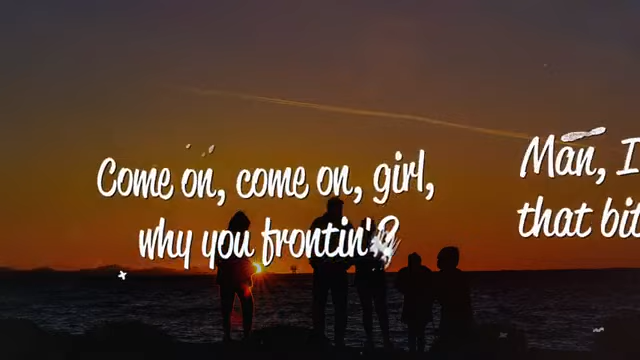 Come on, come on, girl,
why you frontin'?
Man, I
that bit